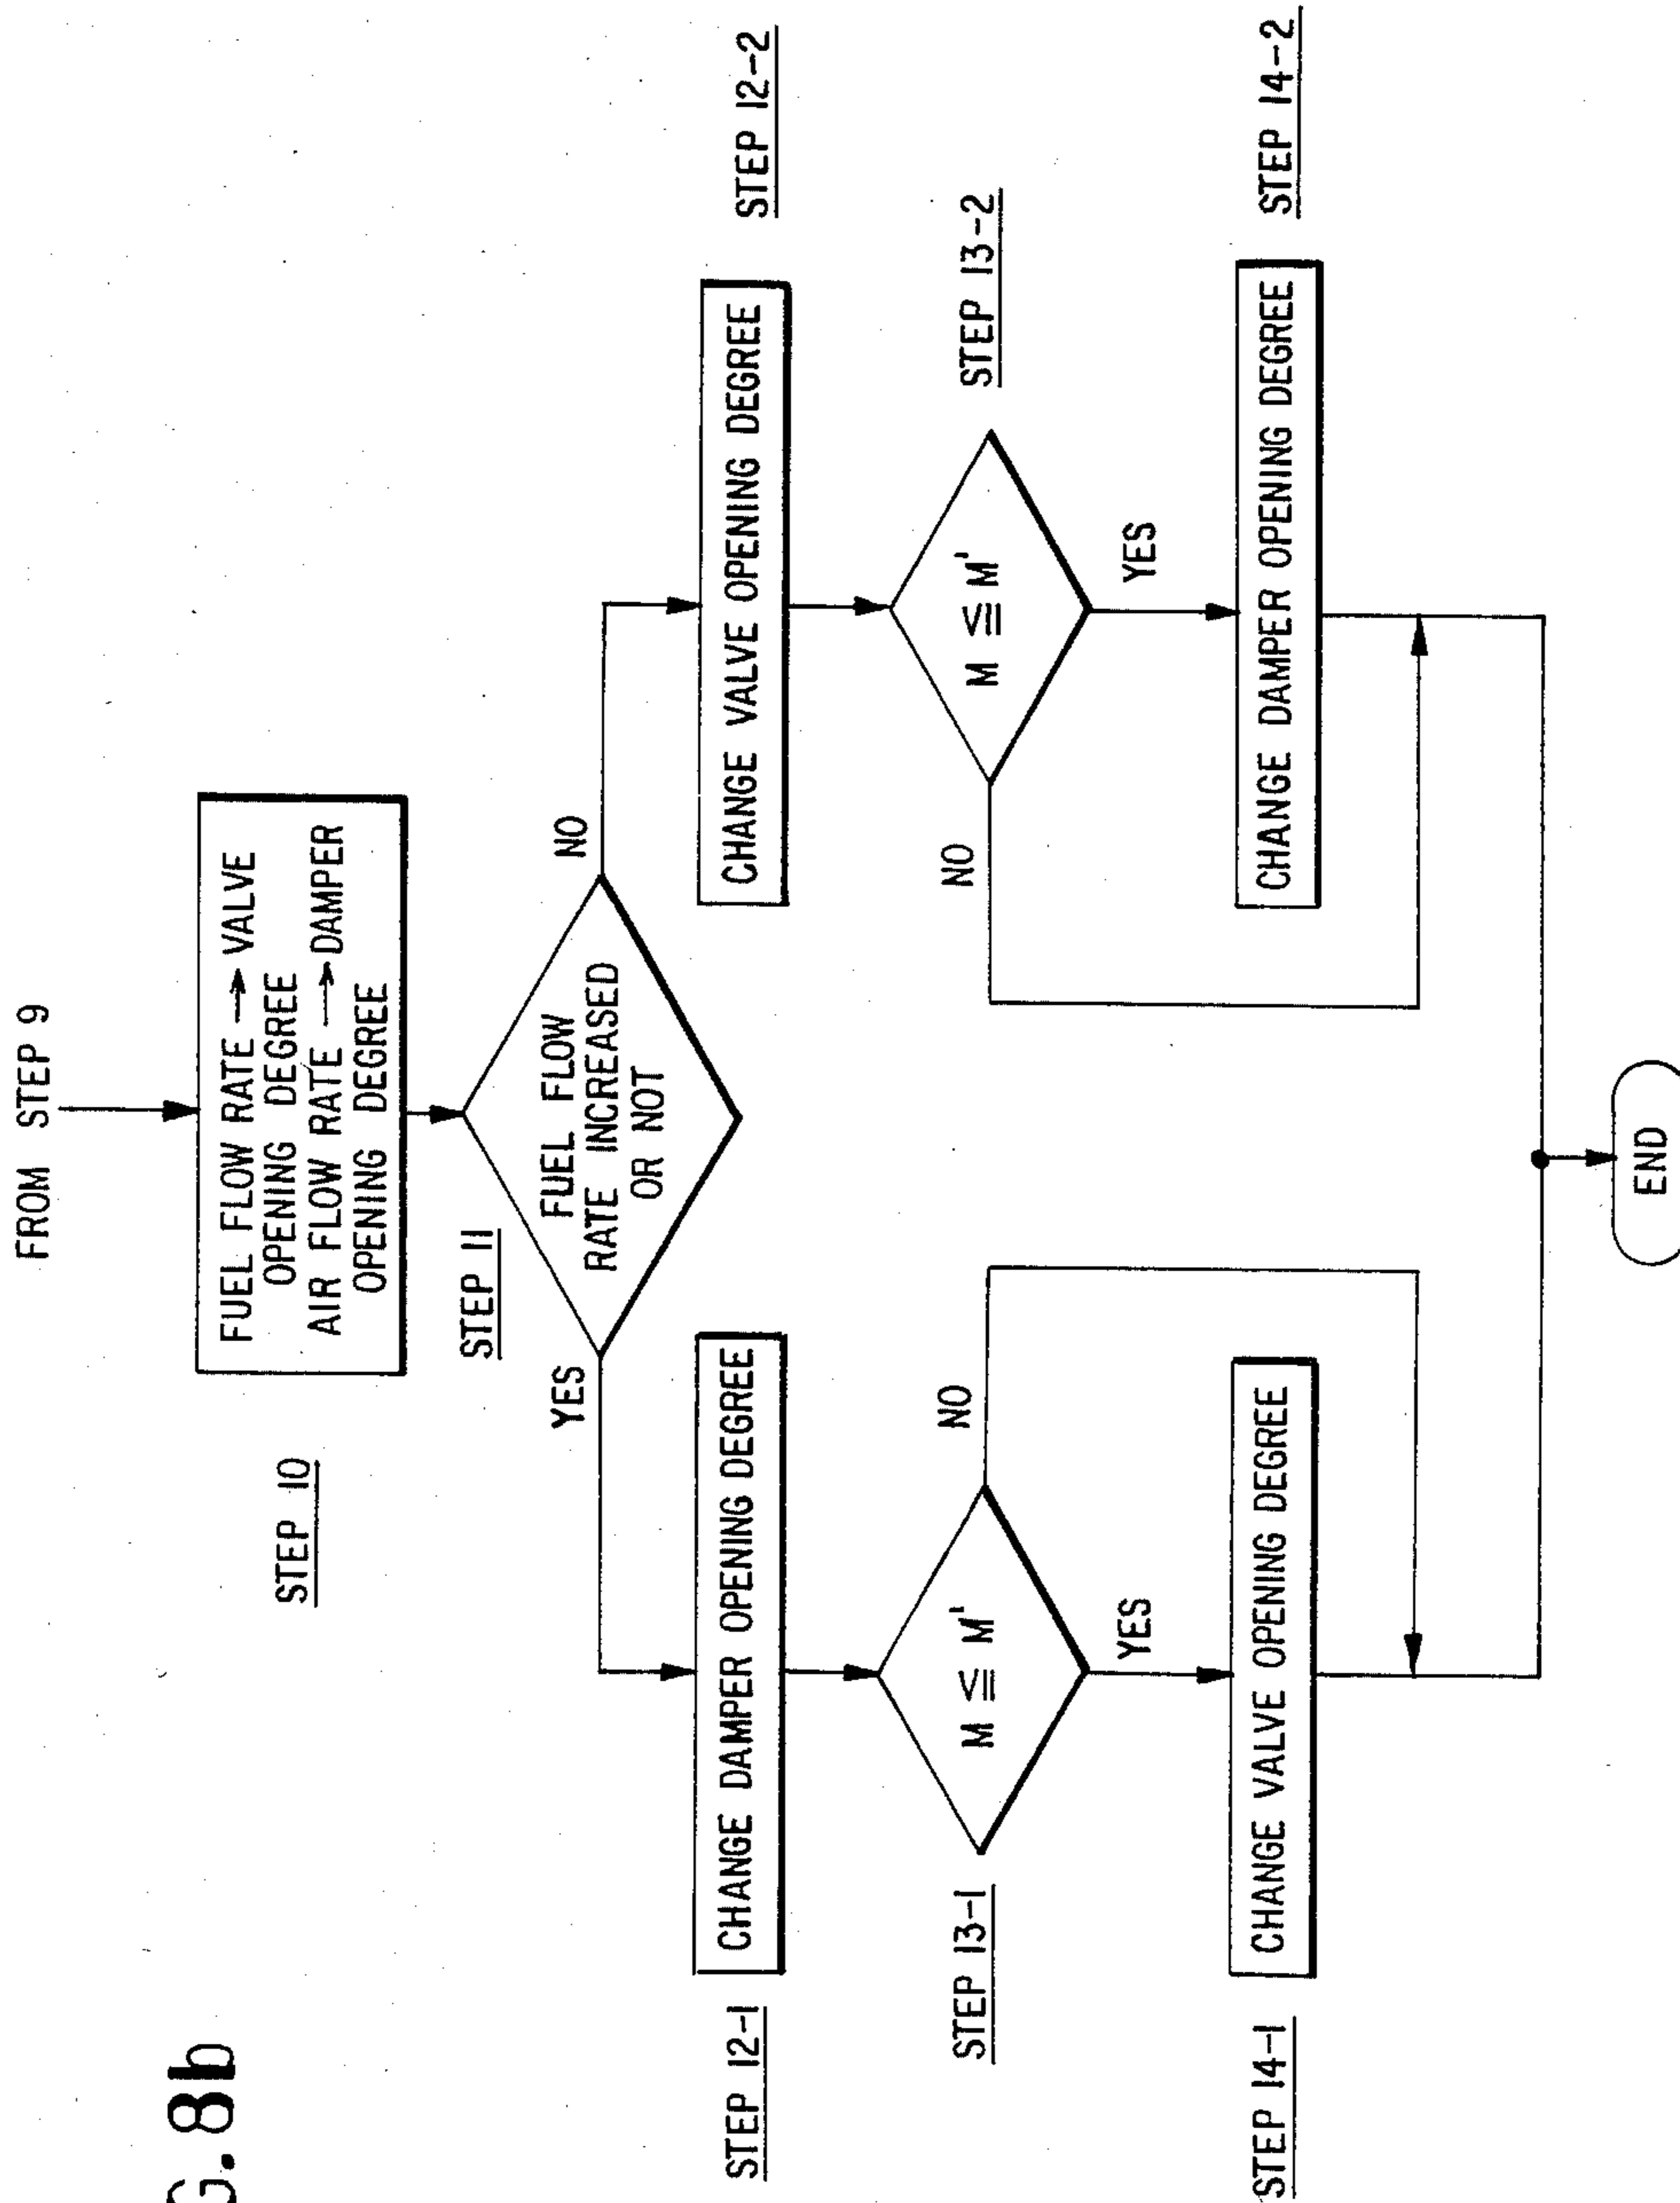 G. 8b
FROM STEP 9
STEP 10
FUEL FLOW RATE → VALVE
OPENING DEGREE
AIR FLOW RATE → DAMPER
OPENING DEGREE
STEP 11
FUEL FLOW
RATE INCREASED
OR NOT
YES
NO
STEP 12-1
CHANGE DAMPER OPENING DEGREE
CHANGE VALVE OPENING DEGREE
STEP 12-2
STEP 13-1
M ≦ M'
NO
YES
NO
M ≦ M'
YES
STEP 13-2
STEP 14-1
CHANGE VALVE OPENING DEGREE
CHANGE DAMPER OPENING DEGREE
STEP 14-2
END